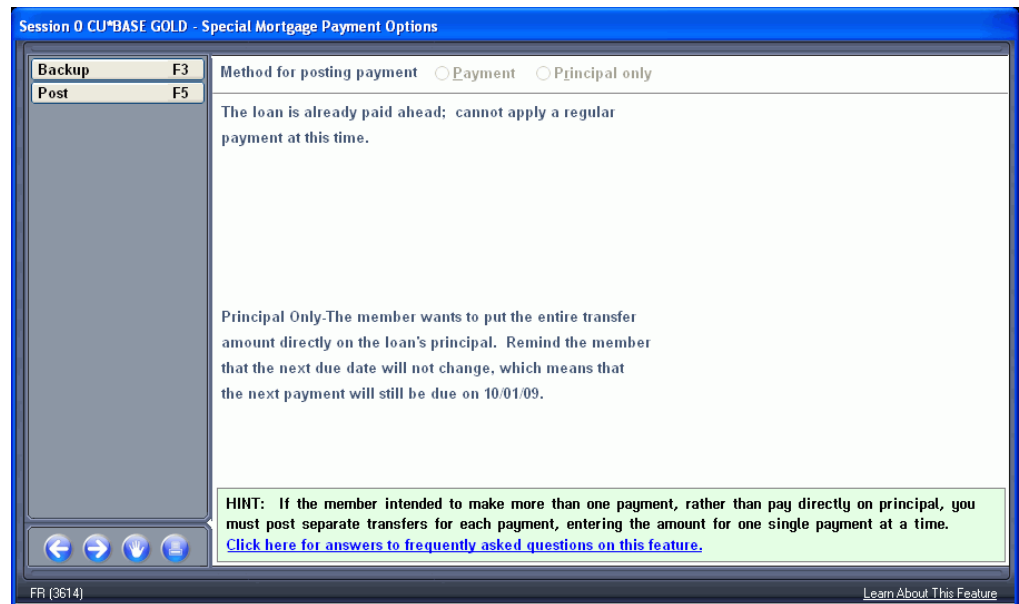 Session 0 CU*BASE GOLD - Special Mortgage Payment Options
Backup F3
Post F5
Method for posting payment Payment Principal only
The loan is already paid ahead; cannot apply a regular
payment at this time.
Principal Only-The member wants to put the entire transfer
amount directly on the loan's principal. Remind the member
that the next due date will not change, which means that
the next payment will still be due on 10/01/09.
HINT: If the member intended to make more than one payment, rather than pay directly on principal, you
must post separate transfers for each payment, entering the amount for one single payment at a time.
Click here for answers to frequently asked questions on this feature.
FR (3614) Learn About This Feature